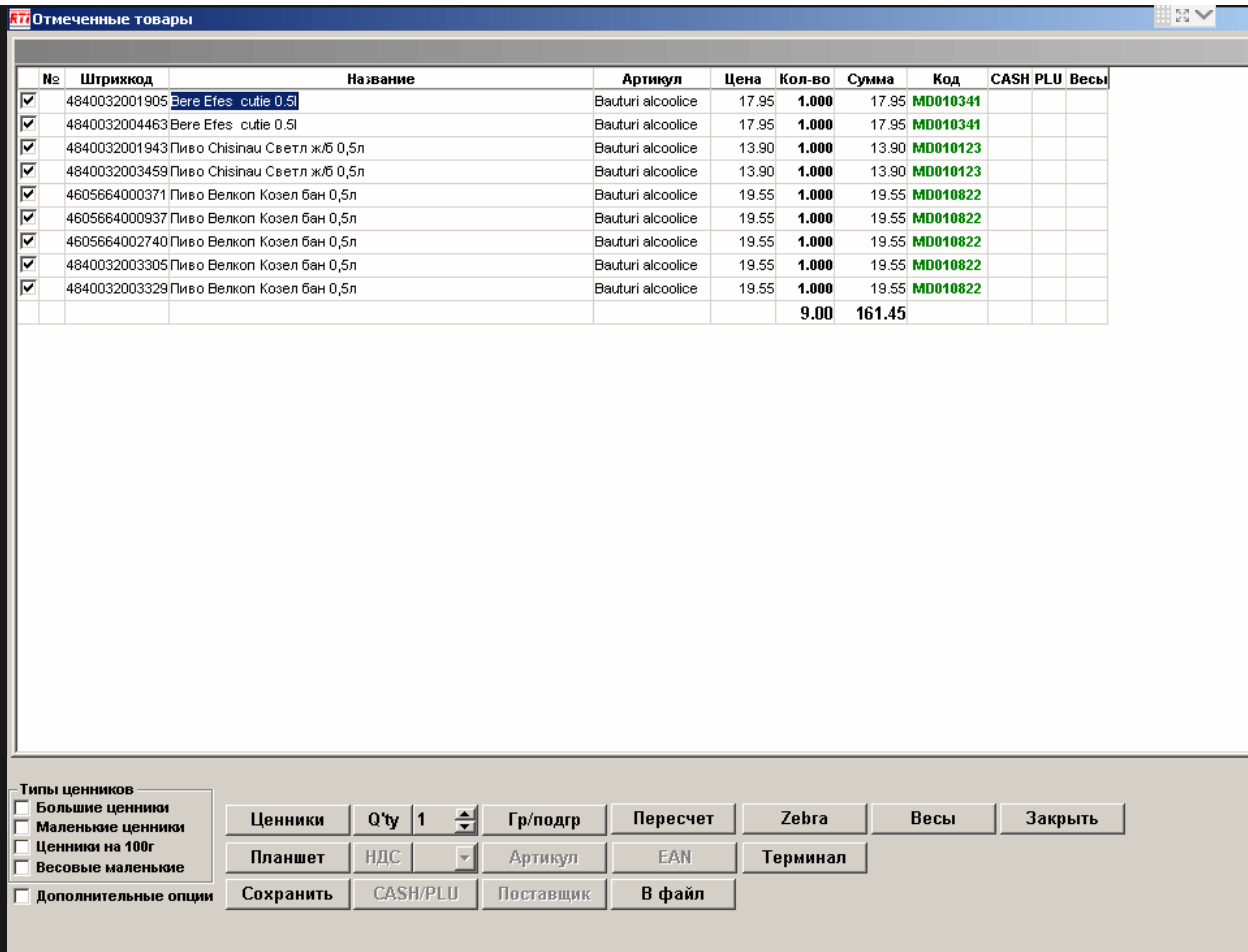 RTi Отмеченные товары
№ Штрихкод Название Артикул Цена Кол-во Сумма Код CASH PLU Весы
4840032001905 Bere Efes cutie 0.5l Bauturi alcoolice 17.95 1.000 17.95 MD010341
4840032004463 Bere Efes cutie 0.5l Bauturi alcoolice 17.95 1.000 17.95 MD010341
4840032001943 Пиво Chisinau Светл ж/б 0,5л Bauturi alcoolice 13.90 1.000 13.90 MD010123
4840032003459 Пиво Chisinau Светл ж/б 0,5л Bauturi alcoolice 13.90 1.000 13.90 MD010123
4605664000371 Пиво Велкоп Козел бан 0,5л Bauturi alcoolice 19.55 1.000 19.55 MD010822
4605664000937 Пиво Велкоп Козел бан 0,5л Bauturi alcoolice 19.55 1.000 19.55 MD010822
4605664002740 Пиво Велкоп Козел бан 0,5л Bauturi alcoolice 19.55 1.000 19.55 MD010822
4840032003305 Пиво Велкоп Козел бан 0,5л Bauturi alcoolice 19.55 1.000 19.55 MD010822
4840032003329 Пиво Велкоп Козел бан 0,5л Bauturi alcoolice 19.55 1.000 19.55 MD010822
9.00 161.45
Типы ценников
Большие ценники
Маленькие ценники
Ценники на 100г
Весовые маленькие
Дополнительные опции
Ценники Q'ty 1 Гр/подгр Пересчет Zebra Весы Закрыть
Планшет НДС Артикул EAN Терминал
Сохранить CASH/PLU Поставщик В файл